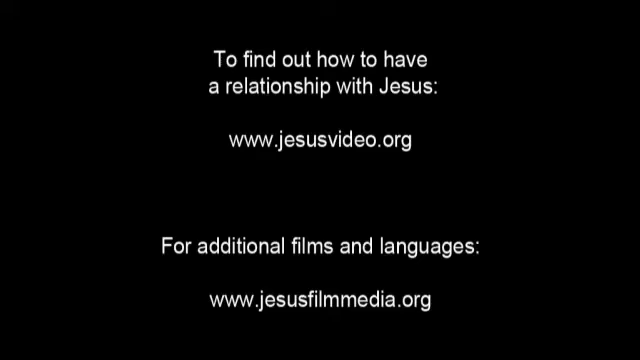 To find out how to have
a relationship with Jesus:
www.jesusvideo.org
For additional films and languages:
www.jesusfilmmedia.org